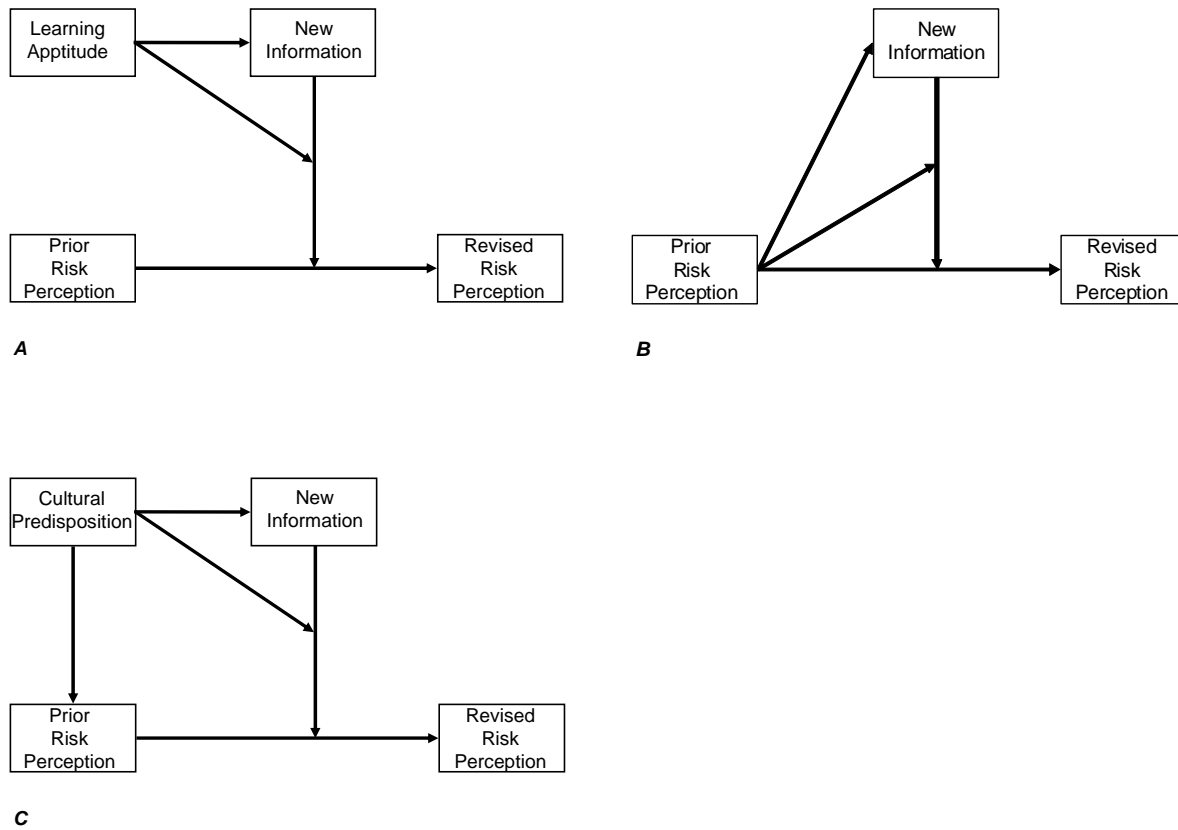 Learning
Apptitude
New
Information
Prior
Risk
Perception
Revised
Risk
Perception
A
New
Information
Prior
Risk
Perception
Revised
Risk
Perception
B
Cultural
Predisposition
New
Information
Prior
Risk
Perception
Revised
Risk
Perception
C